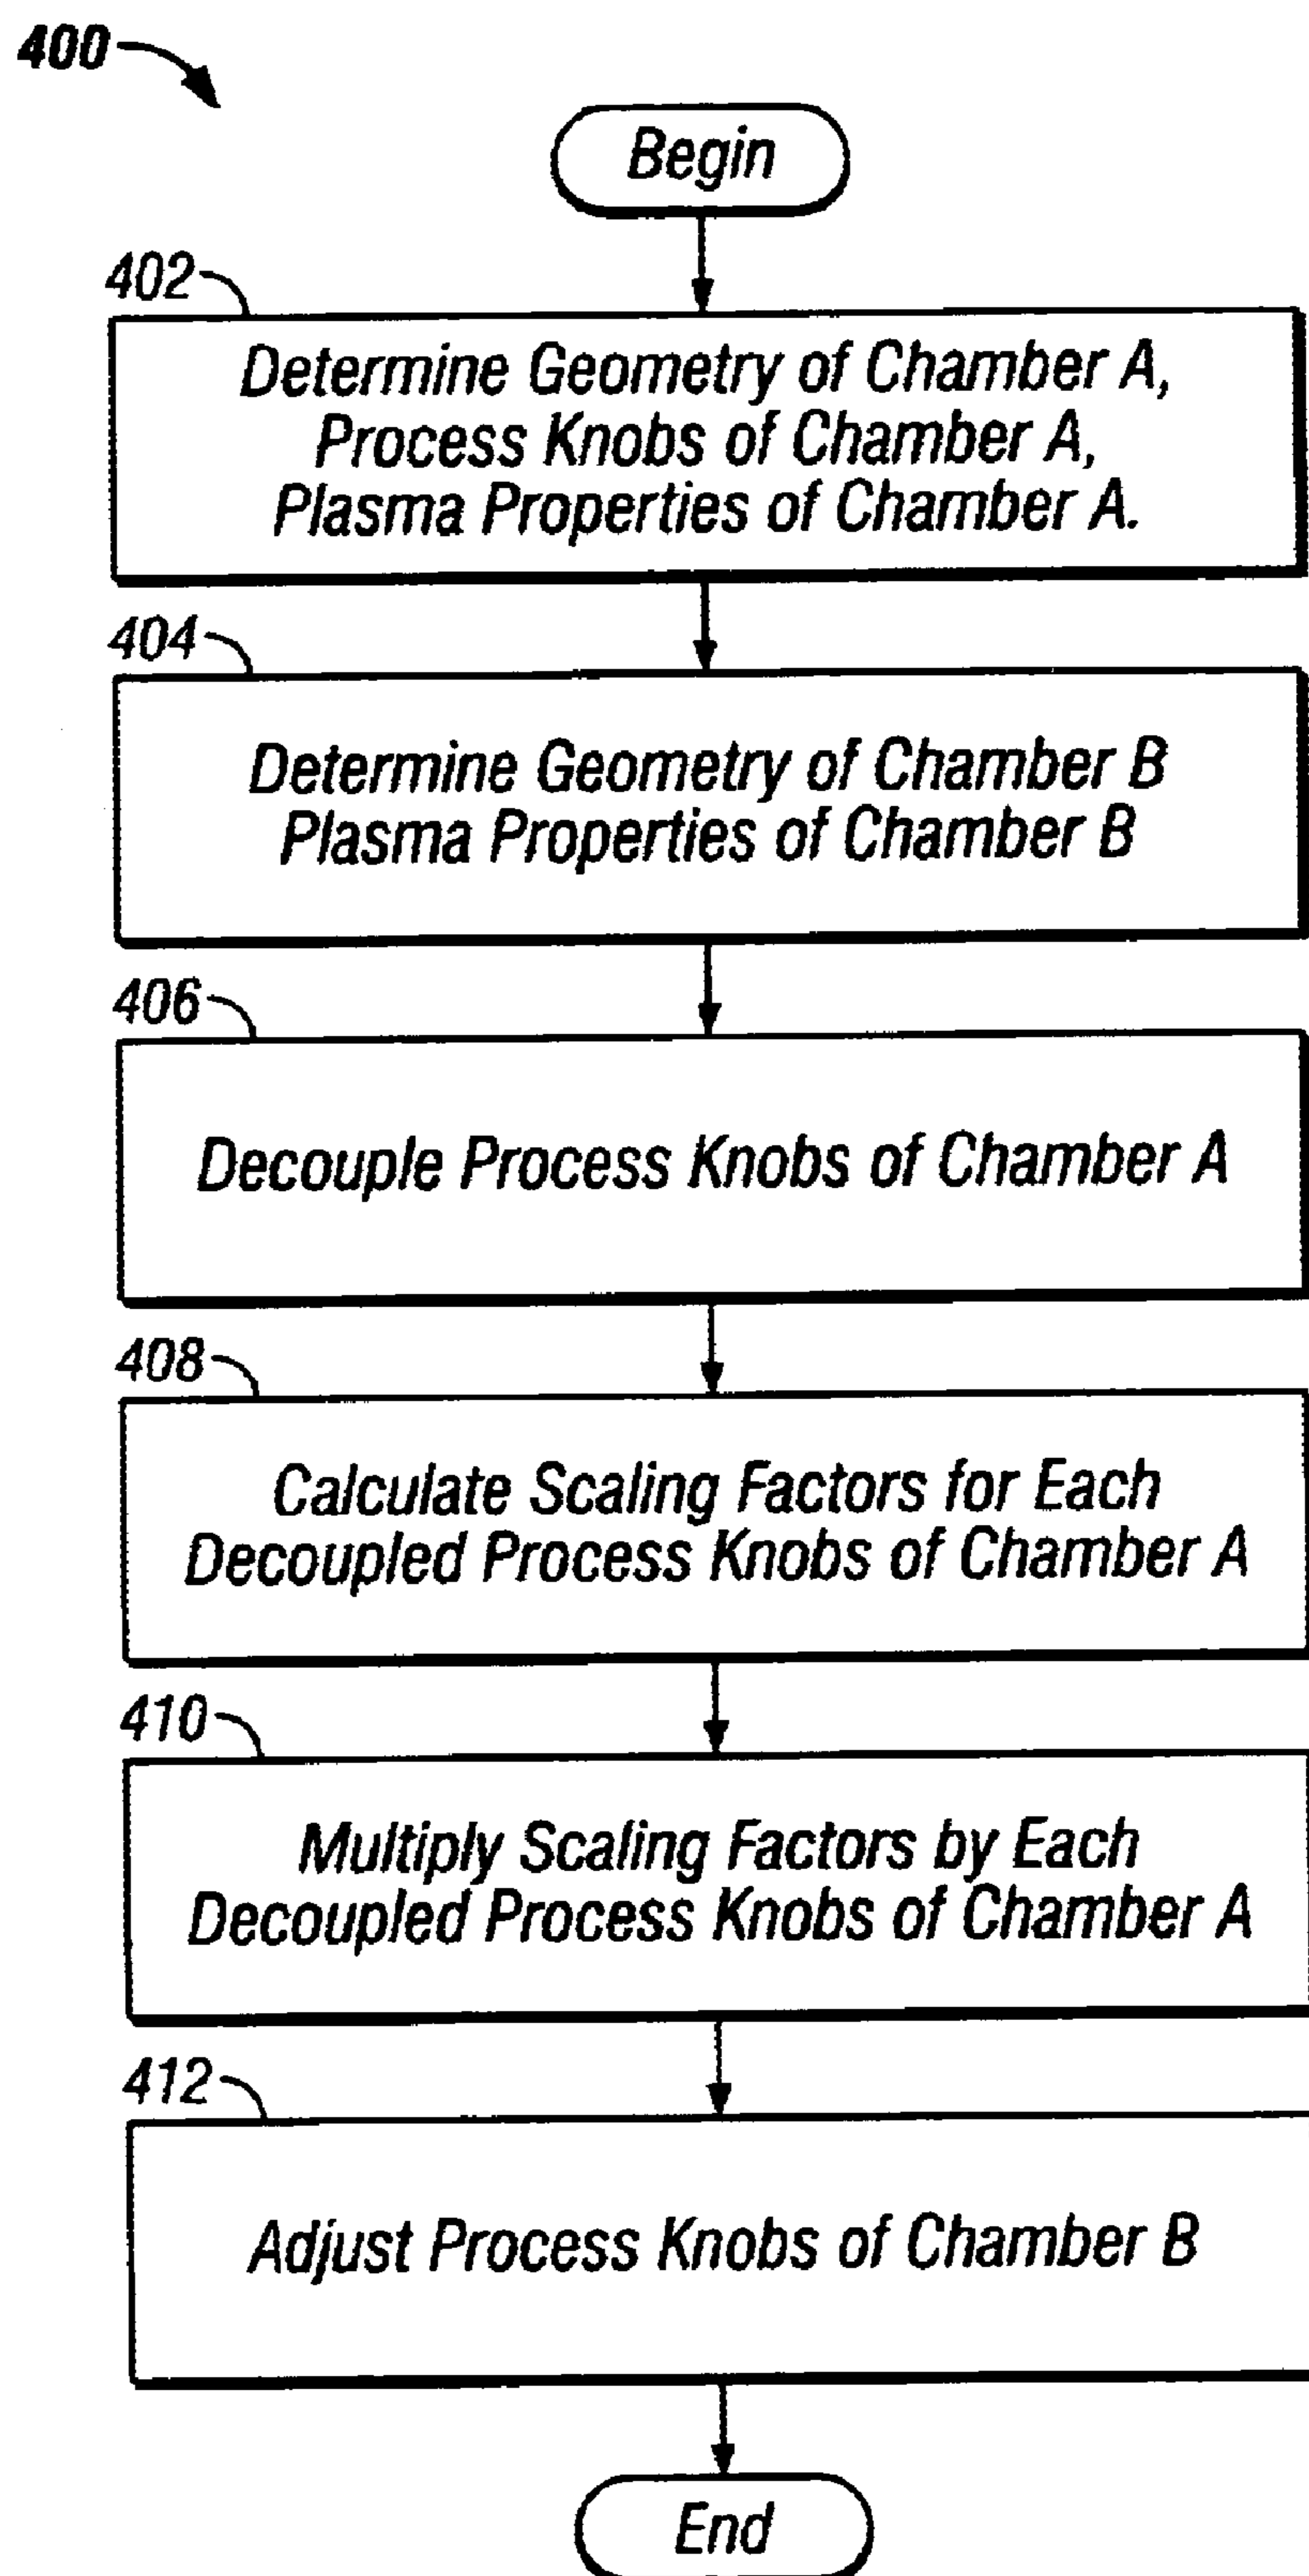 400
Begin
402
Determine Geometry of Chamber A,
Process Knobs of Chamber A,
Plasma Properties of Chamber A.
404
Determine Geometry of Chamber B
Plasma Properties of Chamber B
406
Decouple Process Knobs of Chamber A
408
Calculate Scaling Factors for Each
Decoupled Process Knobs of Chamber A
410
Multiply Scaling Factors by Each
Decoupled Process Knobs of Chamber A
412
Adjust Process Knobs of Chamber B
End